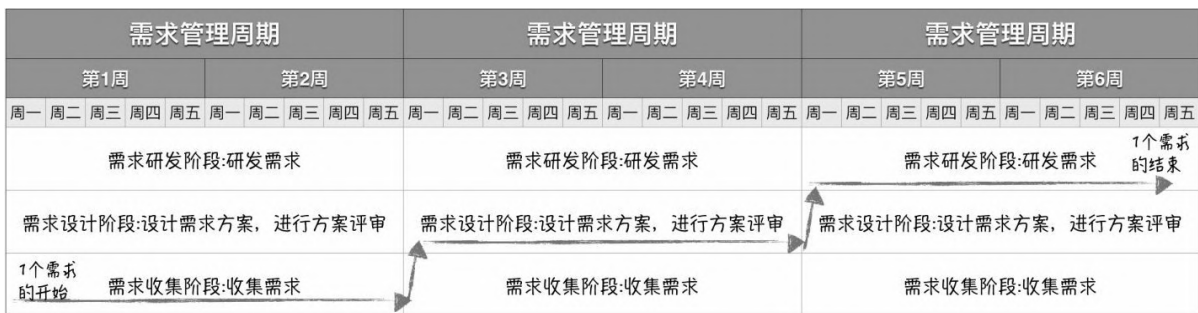 需求管理周期 需求管理周期 需求管理周期
第1周 第2周 第3周 第4周 第5周 第6周
周一 周二 周三 周四 周五 周一 周二 周三 周四 周五 周一 周二 周三 周四 周五 周一 周二 周三 周四 周五 周一 周二 周三 周四 周五 周一 周二 周三 周四 周五
需求研发阶段:研发需求 需求研发阶段:研发需求 需求研发阶段:研发需求
1个需求
的结束
需求设计阶段:设计需求方案，进行方案评审 需求设计阶段:设计需求方案，进行方案评审 需求设计阶段:设计需求方案，进行方案评审
1个需求
的开始
需求收集阶段:收集需求 需求收集阶段:收集需求 需求收集阶段:收集需求